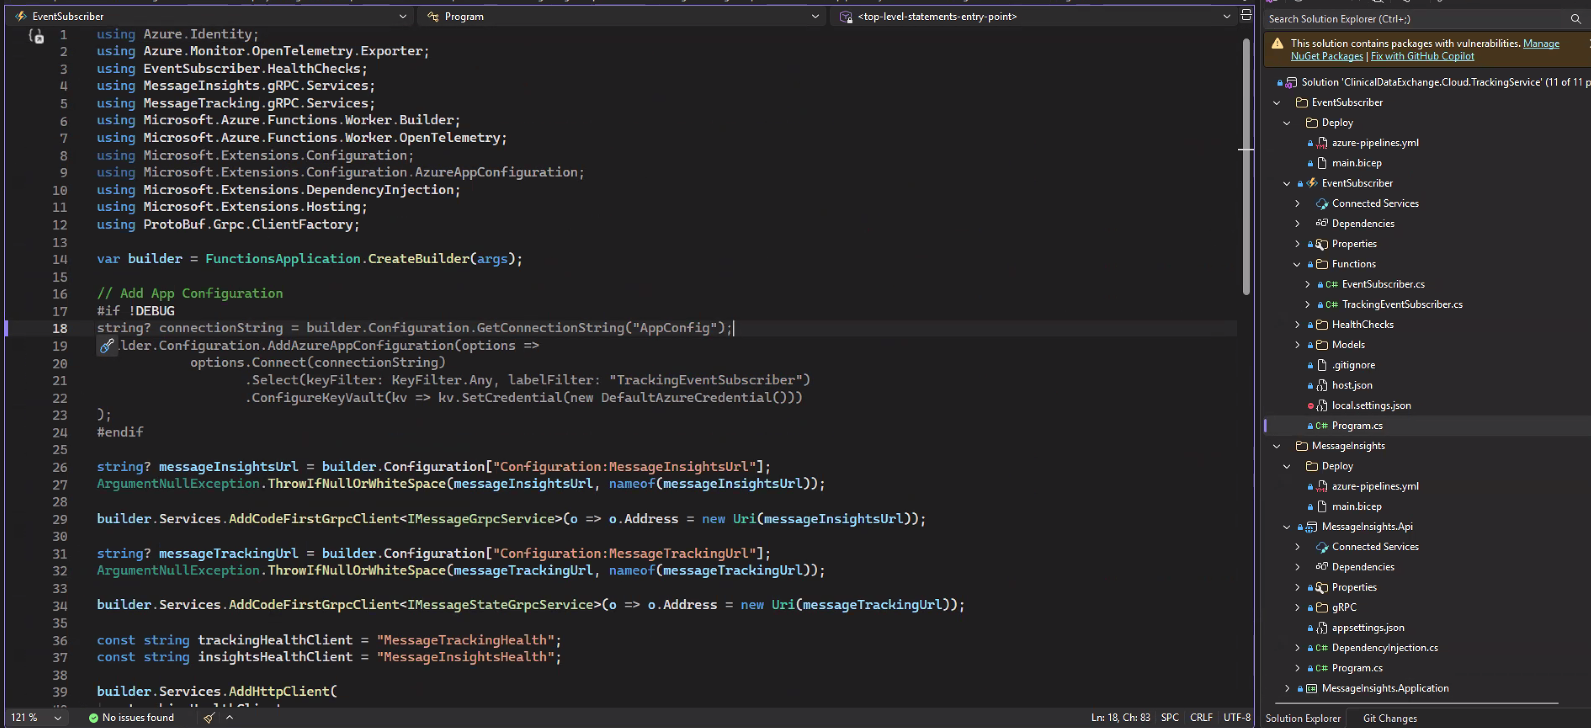 EventSubscriber
Program
<top-level-statements-entry-point>
1 using Azure.Identity;
2 using Azure.Monitor.OpenTelemetry.Exporter;
3 using EventSubscriber.HealthChecks;
4 using MessageInsights.gRPC.Services;
5 using MessageTracking.gRPC.Services;
6 using Microsoft.Azure.Functions.Worker.Builder;
7 using Microsoft.Azure.Functions.Worker.OpenTelemetry;
8 using Microsoft.Extensions.Configuration;
9 using Microsoft.Extensions.Configuration.AzureAppConfiguration;
10 using Microsoft.Extensions.DependencyInjection;
11 using Microsoft.Extensions.Hosting;
12 using ProtoBuf.Grpc.ClientFactory;
13
14 var builder = FunctionsApplication.CreateBuilder(args);
15
16 // Add App Configuration
17 #if !DEBUG
18 string? connectionString = builder.Configuration.GetConnectionString("AppConfig");
19 ilder.Configuration.AddAzureAppConfiguration(options =>
20 options.Connect(connectionString)
21 .Select(keyFilter: KeyFilter.Any, labelFilter: "TrackingEventSubscriber")
22 .ConfigureKeyVault(kv => kv.SetCredential(new DefaultAzureCredential()))
23 );
24 #endif
25
26 string? messageInsightsUrl = builder.Configuration["Configuration:MessageInsightsUrl"];
27 ArgumentNullException.ThrowIfNullOrWhiteSpace(messageInsightsUrl, nameof(messageInsightsUrl));
28
29 builder.Services.AddCodeFirstGrpcClient<IMessageGrpcService>(o => o.Address = new Uri(messageInsightsUrl));
30
31 string? messageTrackingUrl = builder.Configuration["Configuration:MessageTrackingUrl"];
32 ArgumentNullException.ThrowIfNullOrWhiteSpace(messageTrackingUrl, nameof(messageTrackingUrl));
33
34 builder.Services.AddCodeFirstGrpcClient<IMessageStateGrpcService>(o => o.Address = new Uri(messageTrackingUrl));
35
36 const string trackingHealthClient = "MessageTrackingHealth";
37 const string insightsHealthClient = "MessageInsightsHealth";
38
39 builder.Services.AddHttpClient(
121 %
No issues found
Ln: 18, Ch: 83
SPC
CRLF
UTF-8
Search Solution Explorer (Ctrl+;)
This solution contains packages with vulnerabilities. Manage
NuGet Packages | Fix with GitHub Copilot
Solution 'ClinicalDataExchange.Cloud.TrackingService' (11 of 11 p
EventSubscriber
Deploy
azure-pipelines.yml
main.bicep
EventSubscriber
Connected Services
Dependencies
Properties
Functions
C# EventSubscriber.cs
C# TrackingEventSubscriber.cs
HealthChecks
Models
.gitignore
host.json
local.settings.json
C# Program.cs
MessageInsights
Deploy
azure-pipelines.yml
main.bicep
MessageInsights.Api
Connected Services
Dependencies
Properties
gRPC
appsettings.json
C# DependencyInjection.cs
C# Program.cs
C# MessageInsights.Application
Solution Explorer
Git Changes